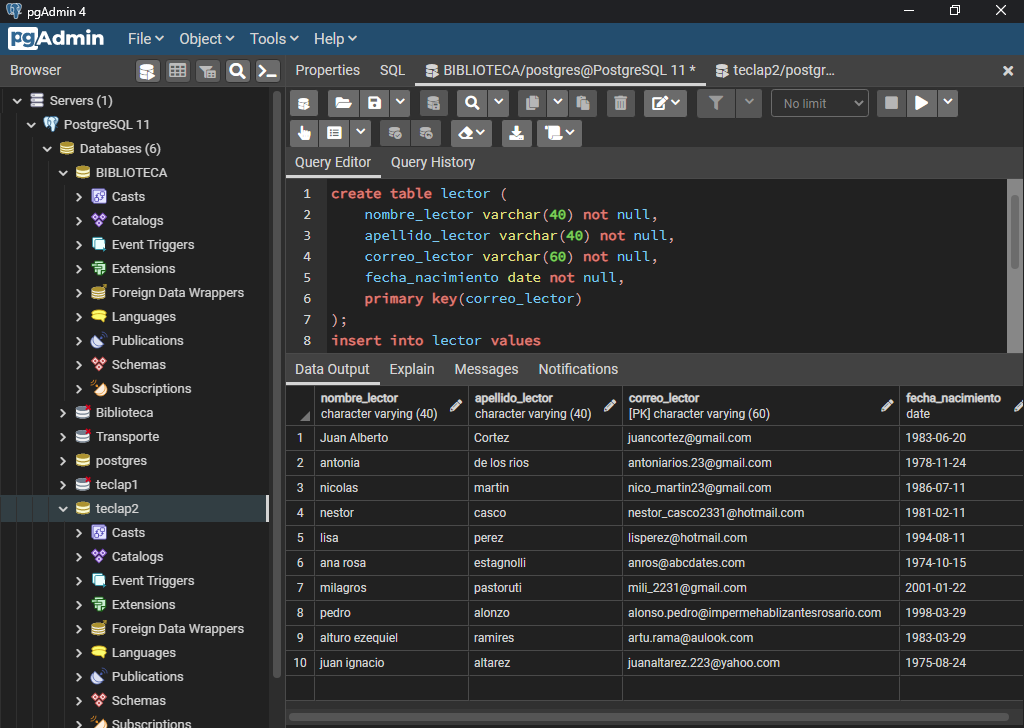 pgAdmin 4
pgAdmin File Object Tools Help
Browser
Properties SQL BIBLIOTECA/postgres@PostgreSQL 11 * teclap2/postgr...
Servers (1)
PostgreSQL 11
Databases (6)
BIBLIOTECA
Casts
Catalogs
Event Triggers
Extensions
Foreign Data Wrappers
Languages
Publications
Schemas
Subscriptions
Biblioteca
Transporte
postgres
teclap1
teclap2
Casts
Catalogs
Event Triggers
Extensions
Foreign Data Wrappers
Languages
Publications
Schemas
Subscriptions
No limit
Query Editor Query History
1 create table lector (
2 nombre_lector varchar(40) not null,
3 apellido_lector varchar(40) not null,
4 correo_lector varchar(60) not null,
5 fecha_nacimiento date not null,
6 primary key(correo_lector)
7 );
8 insert into lector values
Data Output Explain Messages Notifications
nombre_lector apellido_lector correo_lector fecha_nacimiento
character varying (40) character varying (40) [PK] character varying (60) date
1 Juan Alberto Cortez juancortez@gmail.com 1983-06-20
2 antonia de los rios antoniarios.23@gmail.com 1978-11-24
3 nicolas martin nico_martin23@gmail.com 1986-07-11
4 nestor casco nestor_casco2331@hotmail.com 1981-02-11
5 lisa perez lisperez@hotmail.com 1994-08-11
6 ana rosa estagnolli anros@abcdates.com 1974-10-15
7 milagros pastoruti mili_2231@gmail.com 2001-01-22
8 pedro alonzo alonso.pedro@impermehablizantesrosario.com 1998-03-29
9 alturo ezequiel ramires artu.rama@aulook.com 1983-03-29
10 juan ignacio altarez juanaltarez.223@yahoo.com 1975-08-24